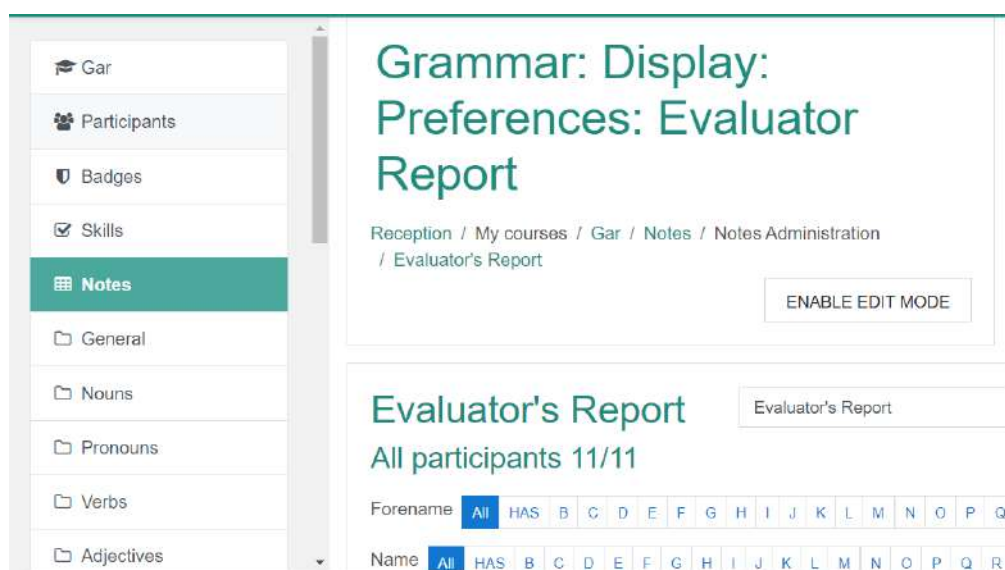 Gar
Participants
Badges
Skills
Notes
General
Nouns
Pronouns
Verbs
Adjectives
Grammar: Display:
Preferences: Evaluator
Report
Reception / My courses / Gar / Notes / Notes Administration
/ Evaluator's Report
ENABLE EDIT MODE
Evaluator's Report
Evaluator's Report
All participants 11/11
Forename All HAS B C D E F G H I J K L M N O P Q
Name All HAS B C D E F G H I J K L M N O P Q R